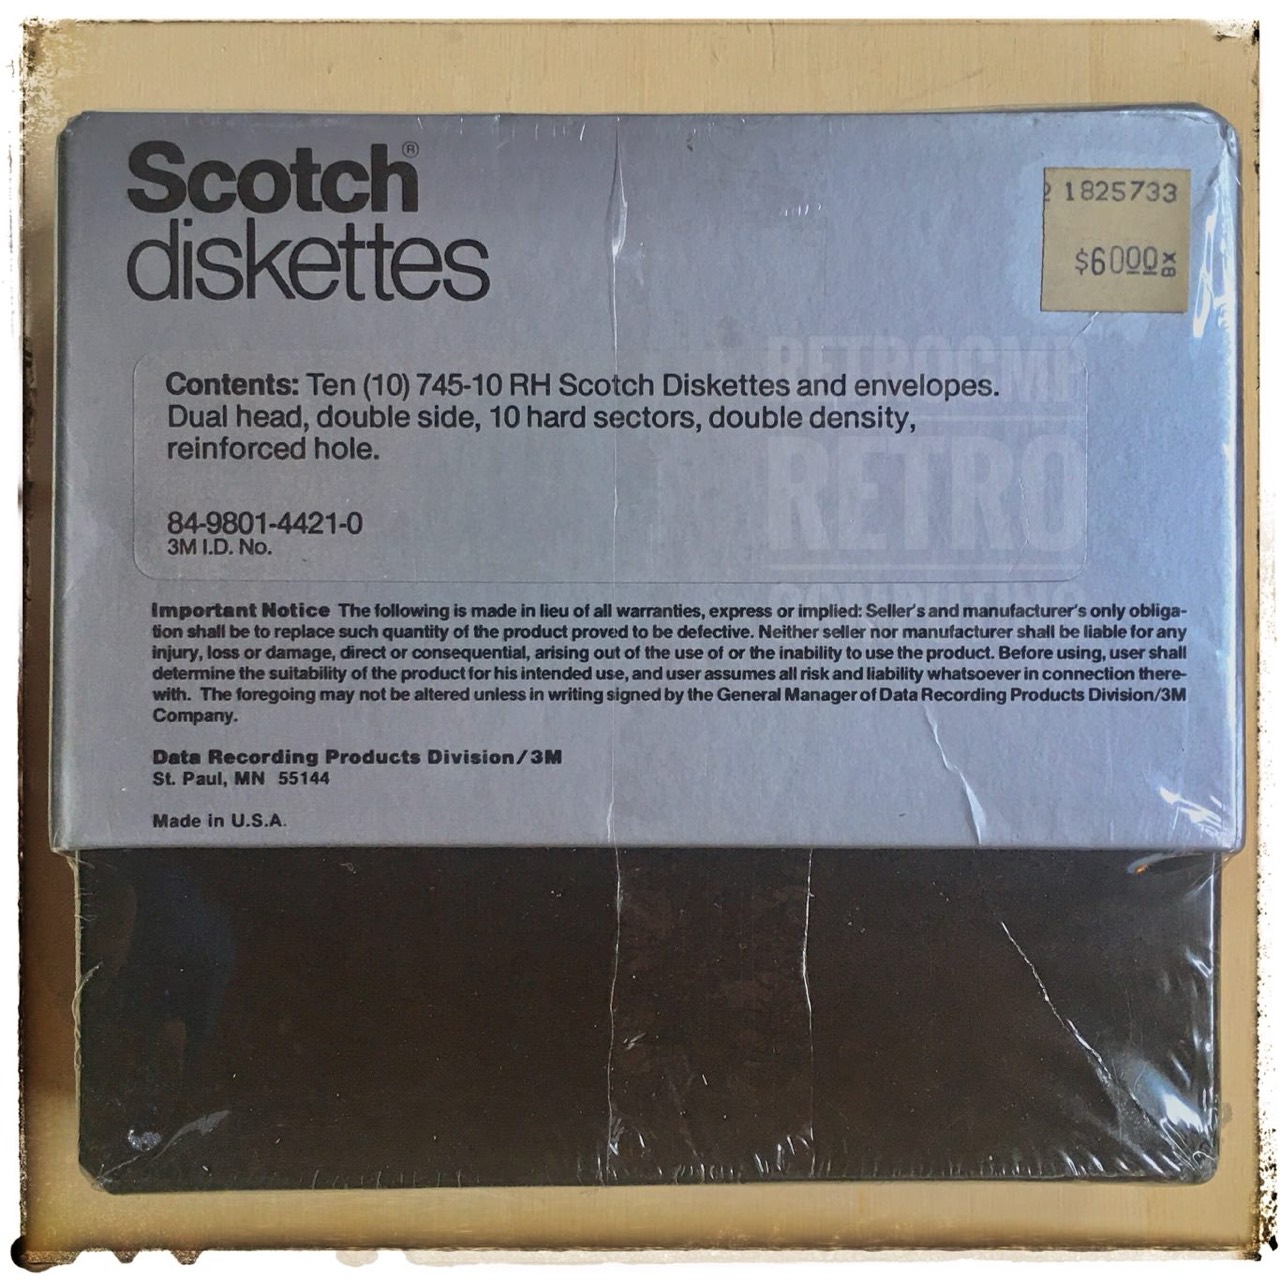 Scotch®
diskettes
1825733
$6000
Contents: Ten (10) 745-10 RH Scotch Diskettes and envelopes.
Dual head, double side, 10 hard sectors, double density,
reinforced hole.
84-9801-4421-0
3M I.D. No.
RETROCMP
RETRO
COMPUTING
Important Notice The following is made in lieu of all warranties, express or implied: Seller's and manufacturer's only obliga-
tion shall be to replace such quantity of the product proved to be defective. Neither seller nor manufacturer shall be liable for any
injury, loss or damage, direct or consequential, arising out of the use of or the inability to use the product. Before using, user shall
determine the suitability of the product for his intended use, and user assumes all risk and liability whatsoever in connection there-
with. The foregoing may not be altered unless in writing signed by the General Manager of Data Recording Products Division/3M
Company.
Data Recording Products Division/3M
St. Paul, MN 55144
Made in U.S.A.